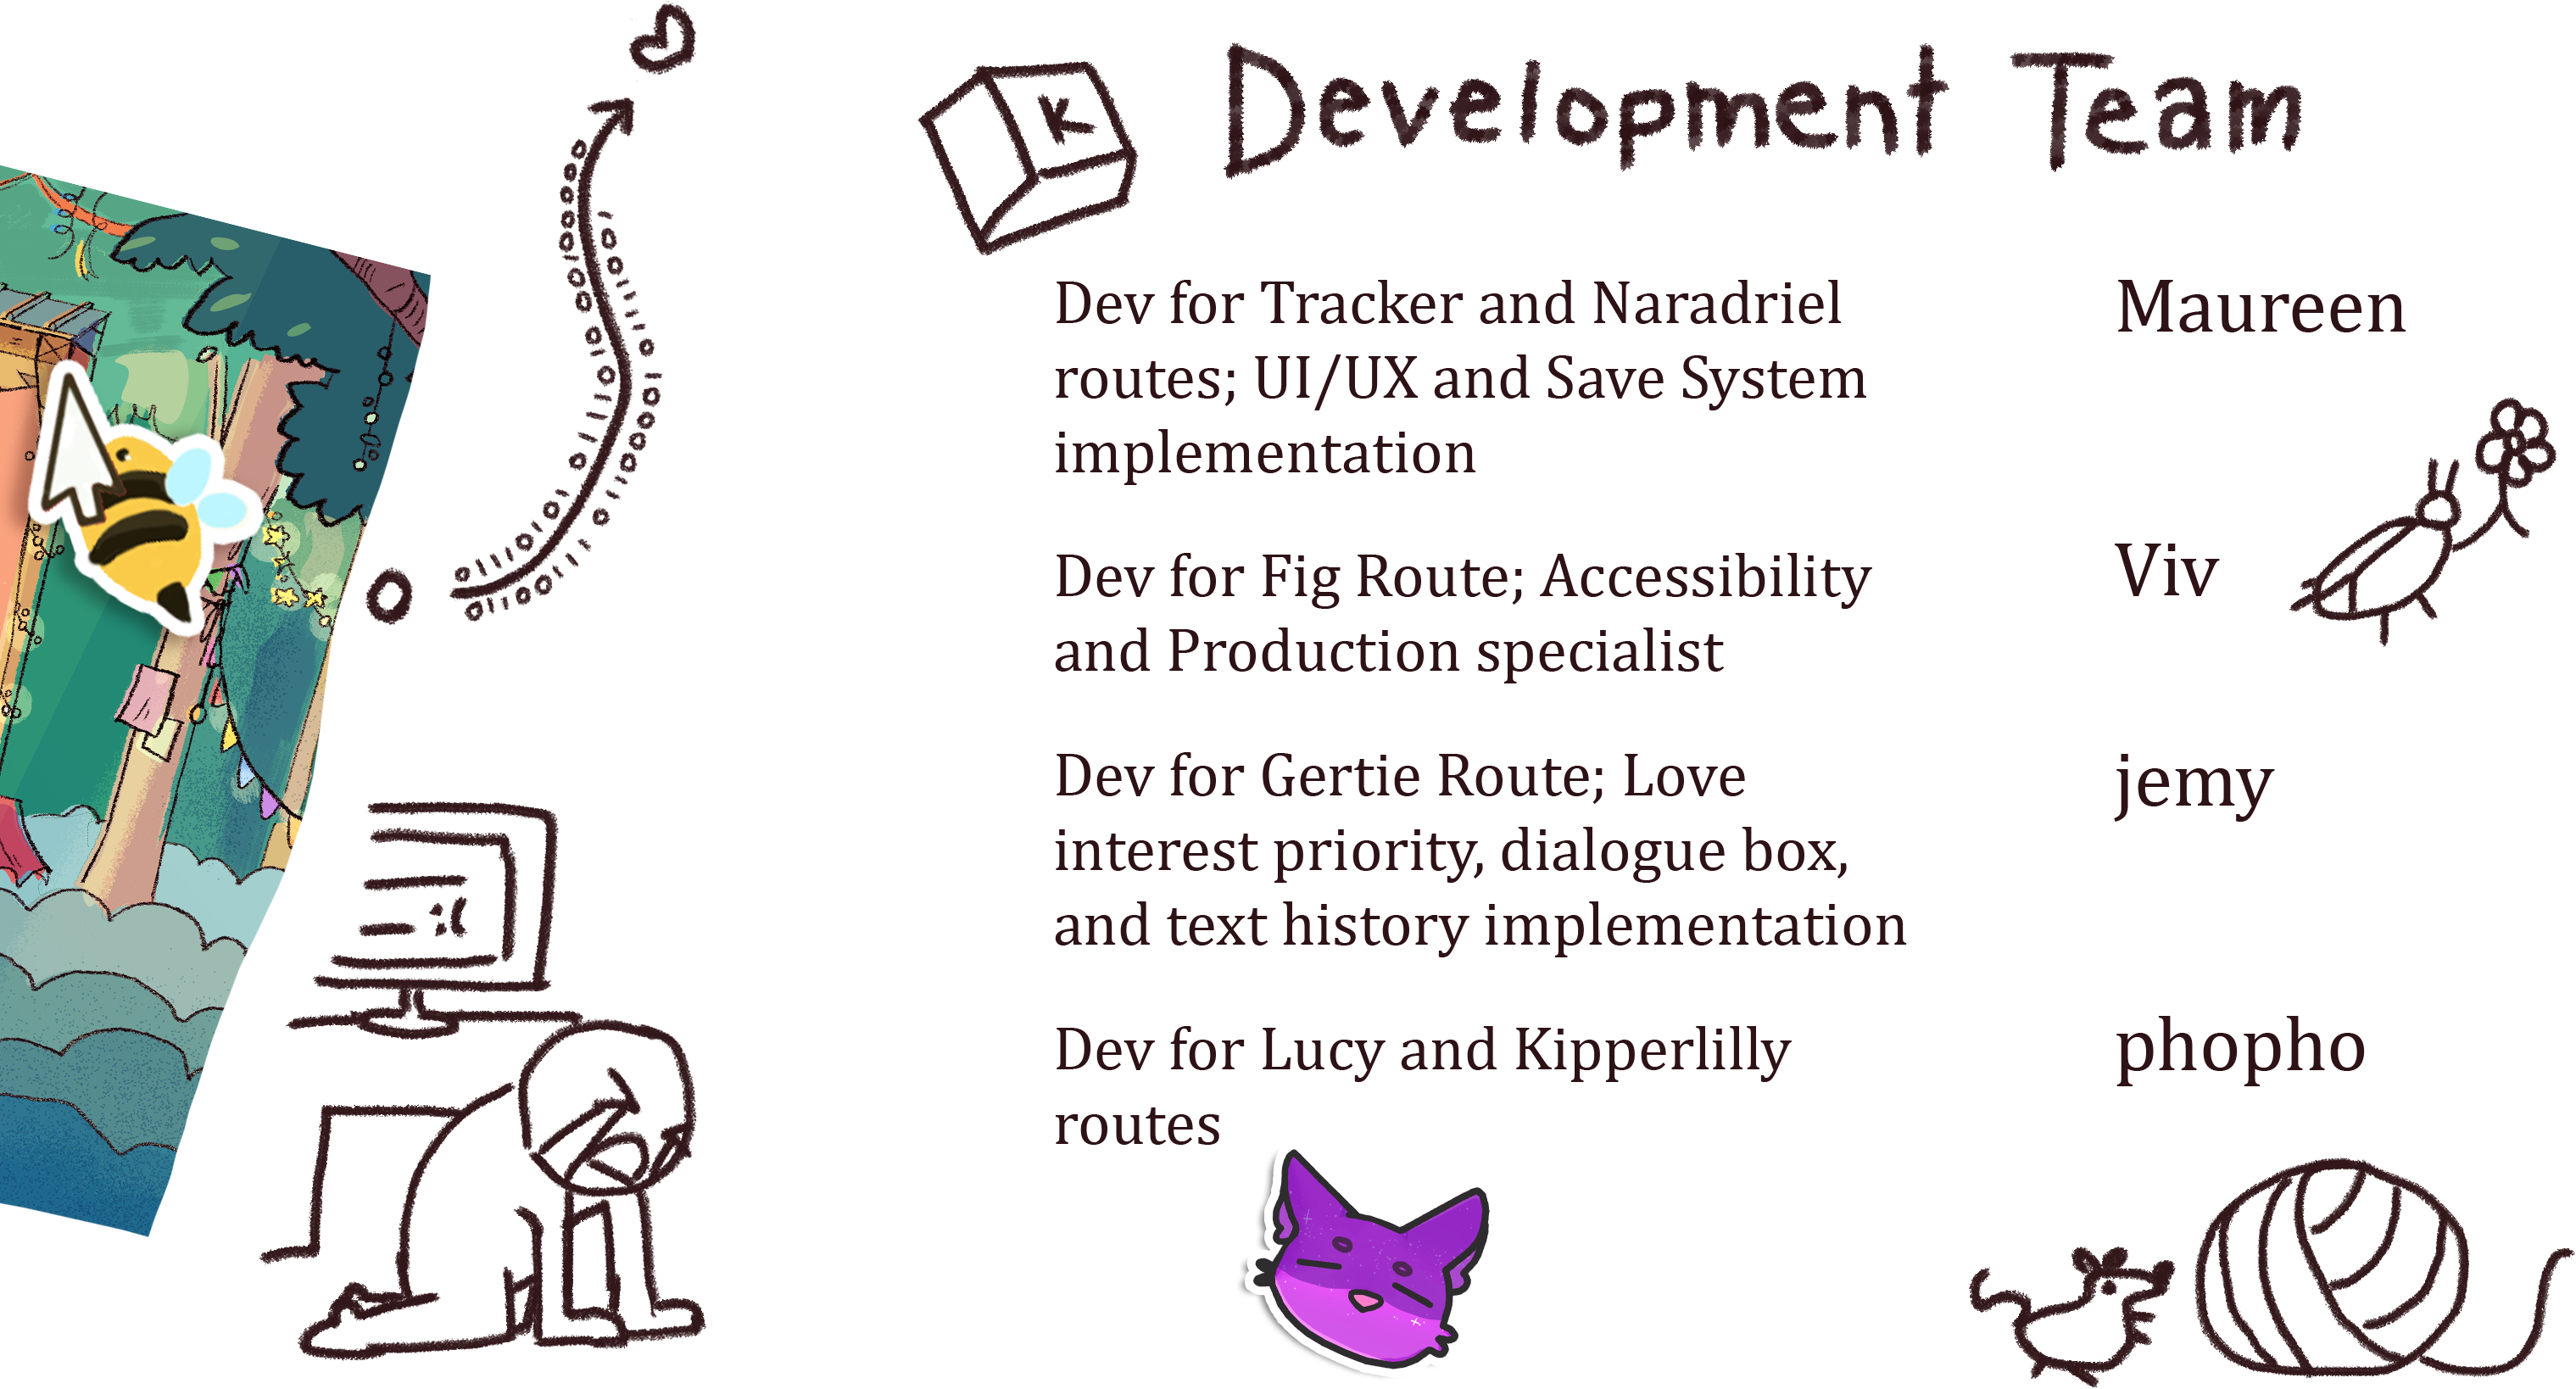 K
Development Team
Dev for Tracker and Naradriel
routes; UI/UX and Save System
implementation
Maureen
Dev for Fig Route; Accessibility
and Production specialist
Viv
Dev for Gertie Route; Love
interest priority, dialogue box,
and text history implementation
jemy
Dev for Lucy and Kipperlilly
routes
phopho
:(